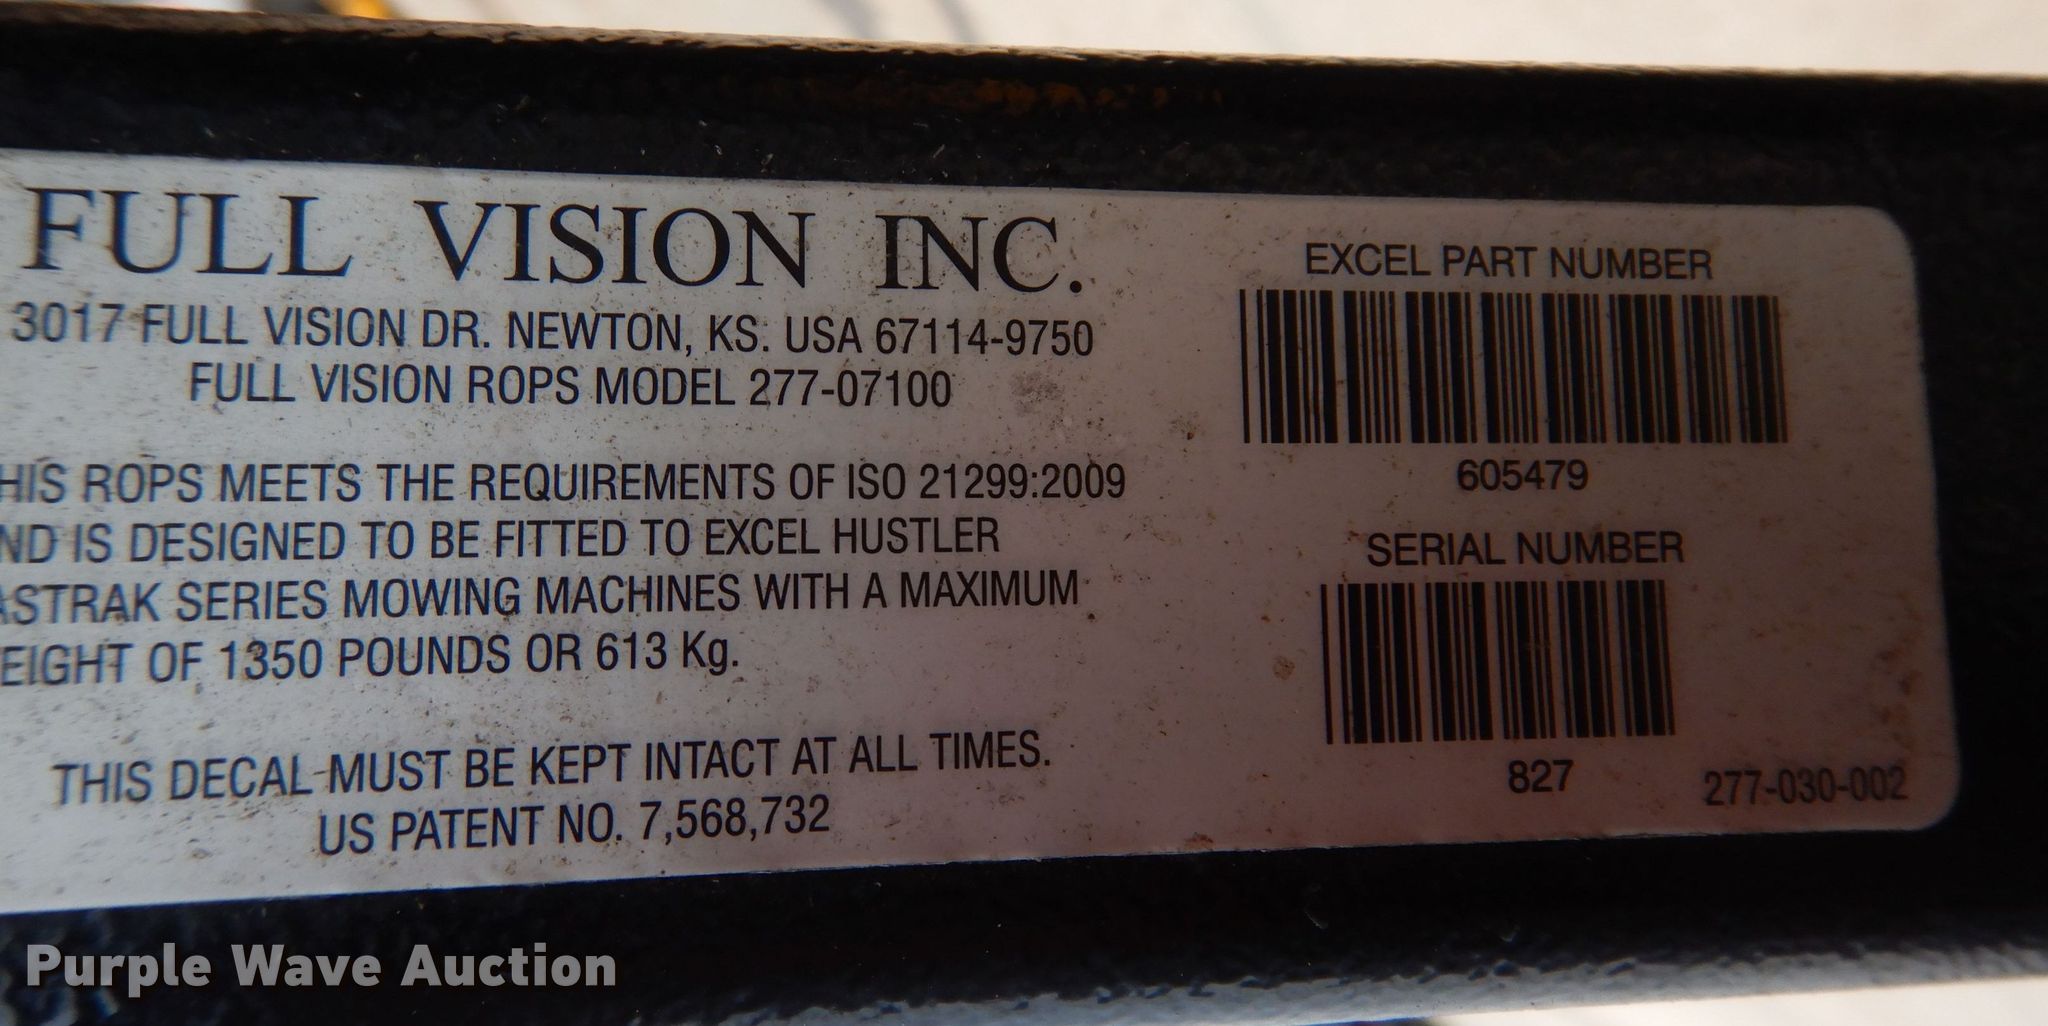 FULL VISION INC.
3017 FULL VISION DR. NEWTON, KS. USA 67114-9750
FULL VISION ROPS MODEL 277-07100
HIS ROPS MEETS THE REQUIREMENTS OF ISO 21299:2009
ND IS DESIGNED TO BE FITTED TO EXCEL HUSTLER
ASTRAK SERIES MOWING MACHINES WITH A MAXIMUM
EIGHT OF 1350 POUNDS OR 613 Kg.
THIS DECAL MUST BE KEPT INTACT AT ALL TIMES.
US PATENT NO. 7,568,732
EXCEL PART NUMBER
605479
SERIAL NUMBER
827
277-030-002
Purple Wave Auction